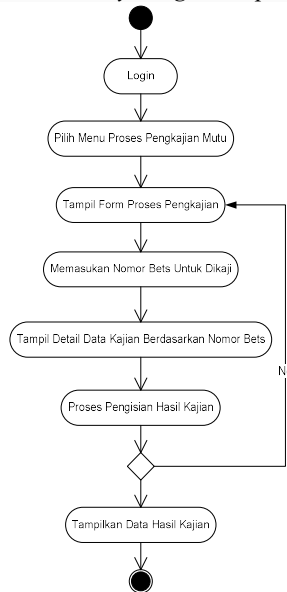 Login
Pilih Menu Proses Pengkajian Mutu
Tampil Form Proses Pengkajian
Memasukan Nomor Bets Untuk Dikaji
Tampil Detail Data Kajian Berdasarkan Nomor Bets
N
Proses Pengisian Hasil Kajian
Tampilkan Data Hasil Kajian